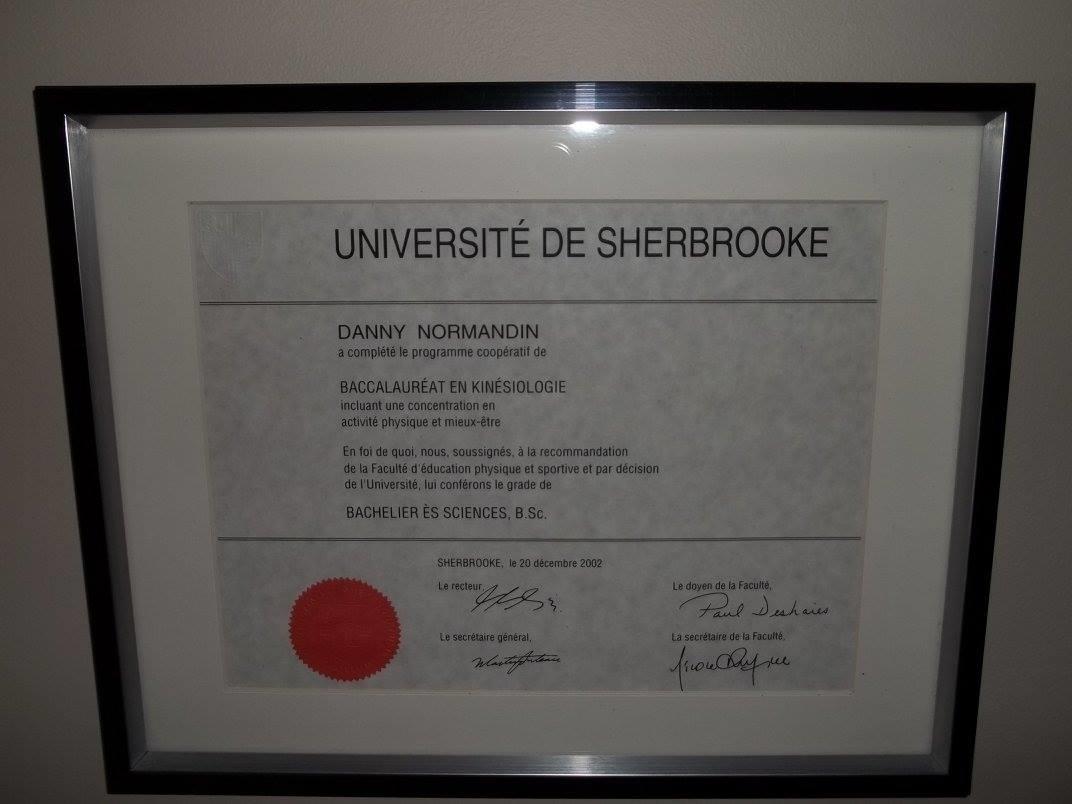 UNIVERSITÉ DE SHERBROOKE
DANNY NORMANDIN
a complété le programme coopératif de
BACCALAURÉAT EN KINÉSIOLOGIE
incluant une concentration en
activité physique et mieux-être
En foi de quoi, nous, soussignés, à la recommandation
de la Faculté d'éducation physique et sportive et par décision
de l'Université, lui conférons le grade de
BACHELIER ÈS SCIENCES, B.Sc.
SHERBROOKE, le 20 décembre 2002
Le recteur,
Le doyen de la Faculté,
Paul Deshaies
Le secrétaire général,
La secrétaire de la Faculté,